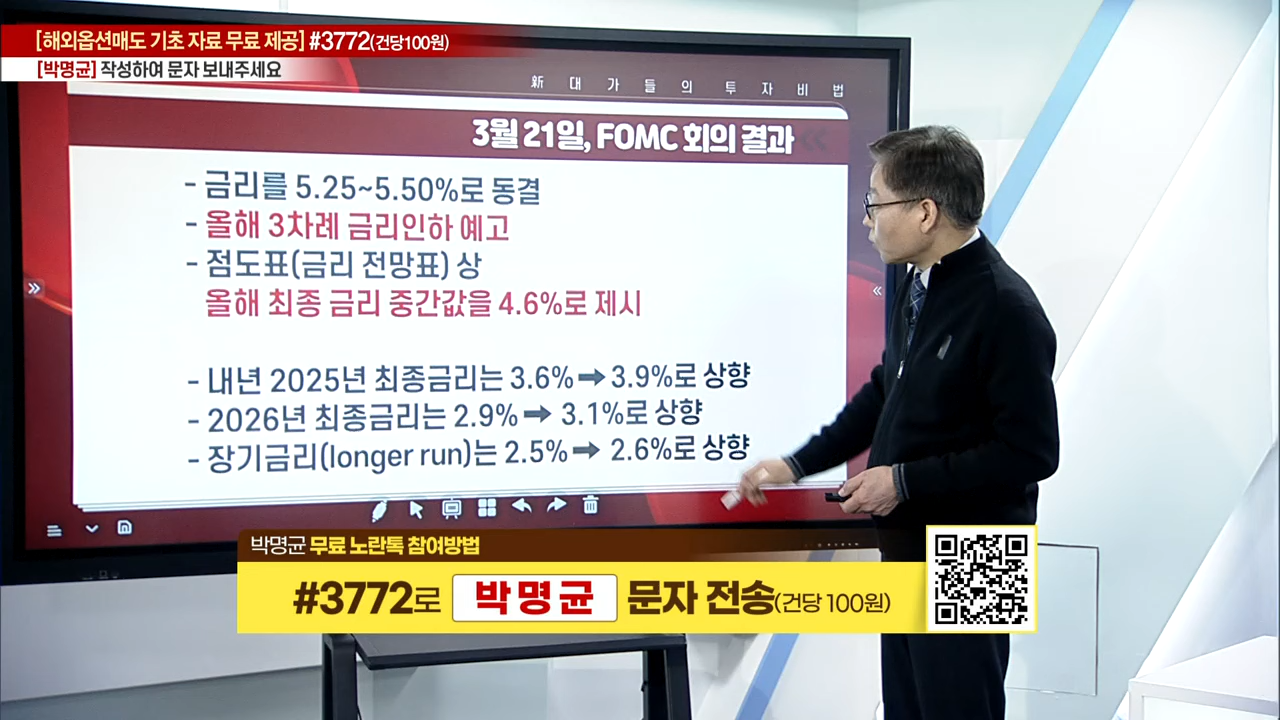 [해외옵션매도 기초 자료 무료 제공] #3772(건당100원)
[박명균] 작성하여 문자 보내주세요
新 대가들의 투자비법
3월 21일, FOMC 회의 결과
- 금리를 5.25~5.50%로 동결
- 올해 3차례 금리인하 예고
- 점도표(금리 전망표) 상
올해 최종 금리 중간값을 4.6%로 제시
- 내년 2025년 최종금리는 3.6% ➡ 3.9%로 상향
- 2026년 최종금리는 2.9% ➡ 3.1%로 상향
- 장기금리(longer run)는 2.5% ➡ 2.6%로 상향
박명균 무료 노란톡 참여방법
#3772로 박명균 문자 전송(건당 100원)